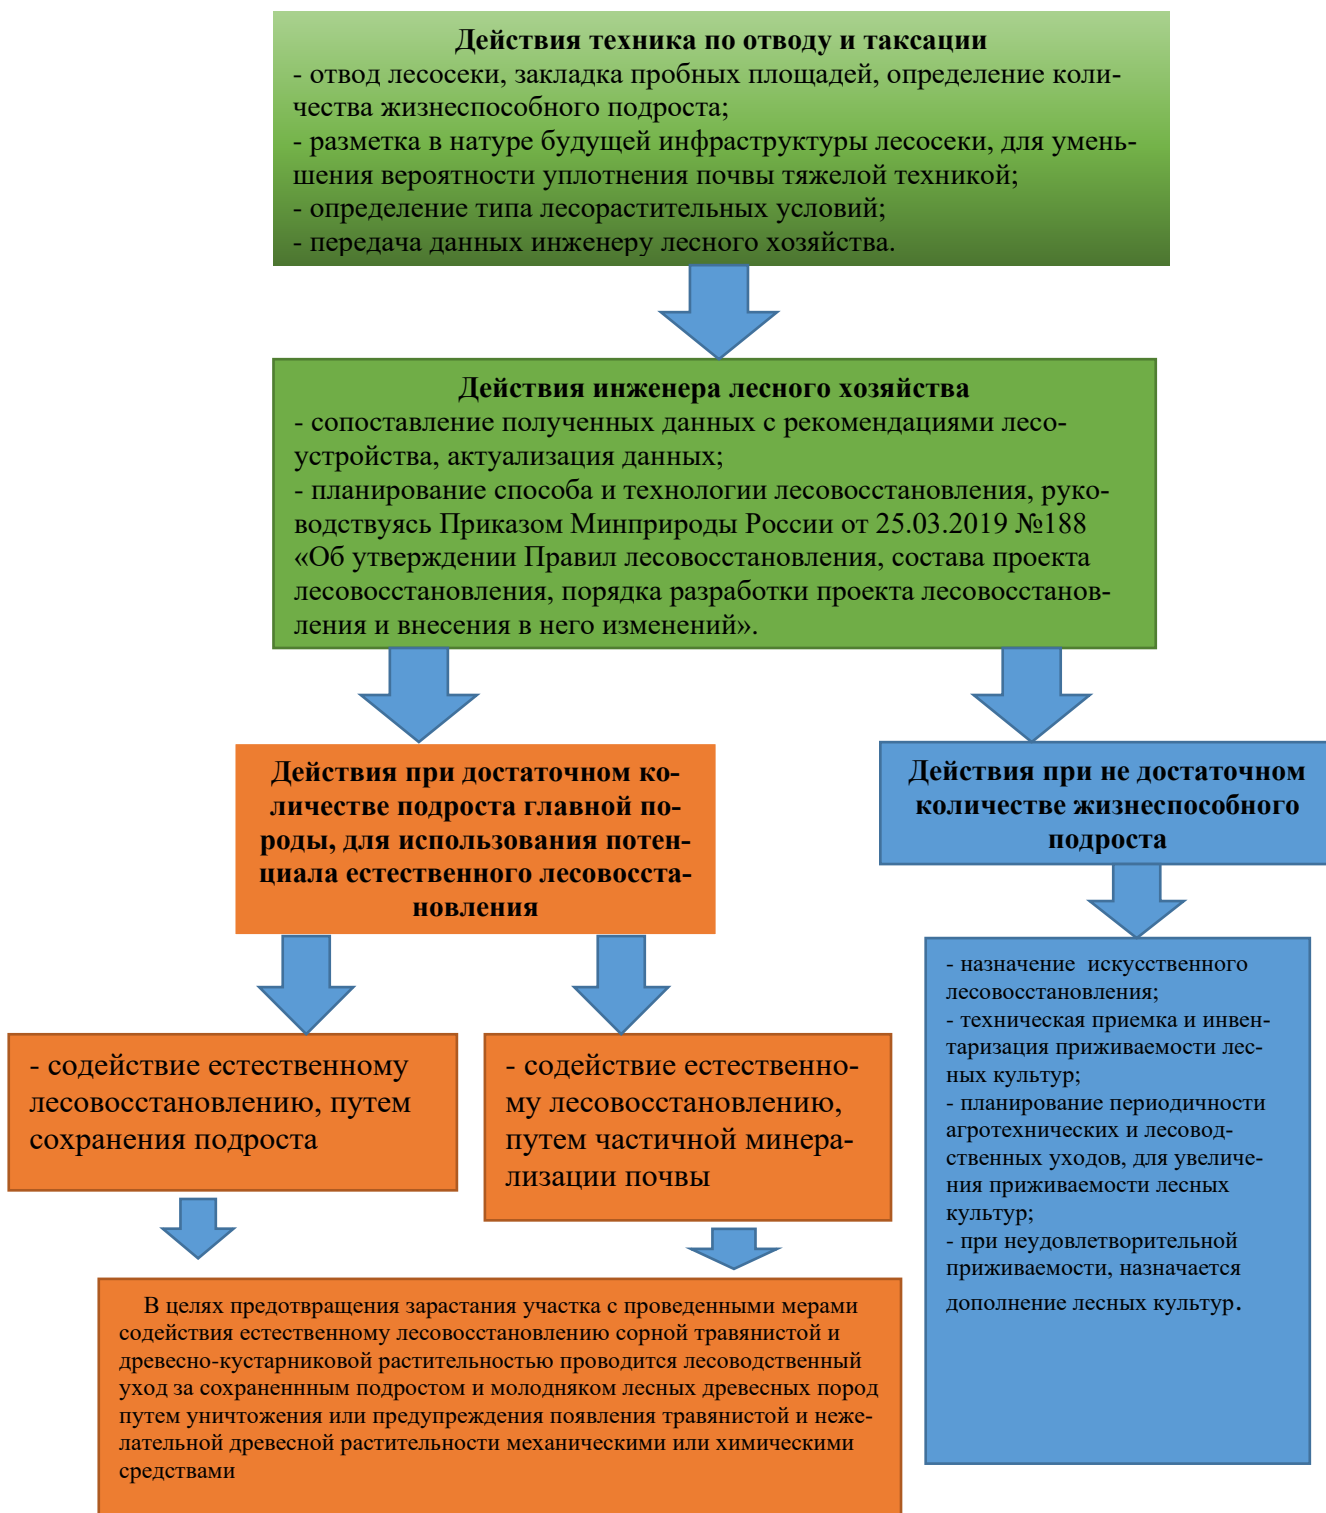 Действия техника по отводу и таксации
- отвод лесосеки, закладка пробных площадей, определение коли-
чества жизнеспособного подроста;
- разметка в натуре будущей инфраструктуры лесосеки, для умень-
шения вероятности уплотнения почвы тяжелой техникой;
- определение типа лесорастительных условий;
- передача данных инженеру лесного хозяйства.
Действия инженера лесного хозяйства
- сопоставление полученных данных с рекомендациями лесо-
устройства, актуализация данных;
- планирование способа и технологии лесовосстановления, руко-
водствуясь Приказом Минприроды России от 25.03.2019 №188
«Об утверждении Правил лесовосстановления, состава проекта
лесовосстановления, порядка разработки проекта лесовосстанов-
ления и внесения в него изменений».
Действия при достаточном ко-
личестве подроста главной по-
роды, для использования потен-
циала естественного лесовосста-
новления
Действия при не достаточном
количестве жизнеспособного
подроста
- содействие естественному
лесовосстановлению, путем
сохранения подроста
- содействие естественно-
му лесовосстановлению,
путем частичной минера-
лизации почвы
- назначение искусственного
лесовосстановления;
- техническая приемка и инвен-
таризация приживаемости лес-
ных культур;
- планирование периодичности
агротехнических и лесовод-
ственных уходов, для увеличе-
ния приживаемости лесных
культур;
- при неудовлетворительной
приживаемости, назначается
дополнение лесных культур.
В целях предотвращения зарастания участка с проведенными мерами
содействия естественному лесовосстановлению сорной травянистой и
древесно-кустарниковой растительностью проводится лесоводственный
уход за сохраненнным подростом и молодняком лесных древесных пород
путем уничтожения или предупреждения появления травянистой и неже-
лательной древесной растительности механическими или химическими
средствами